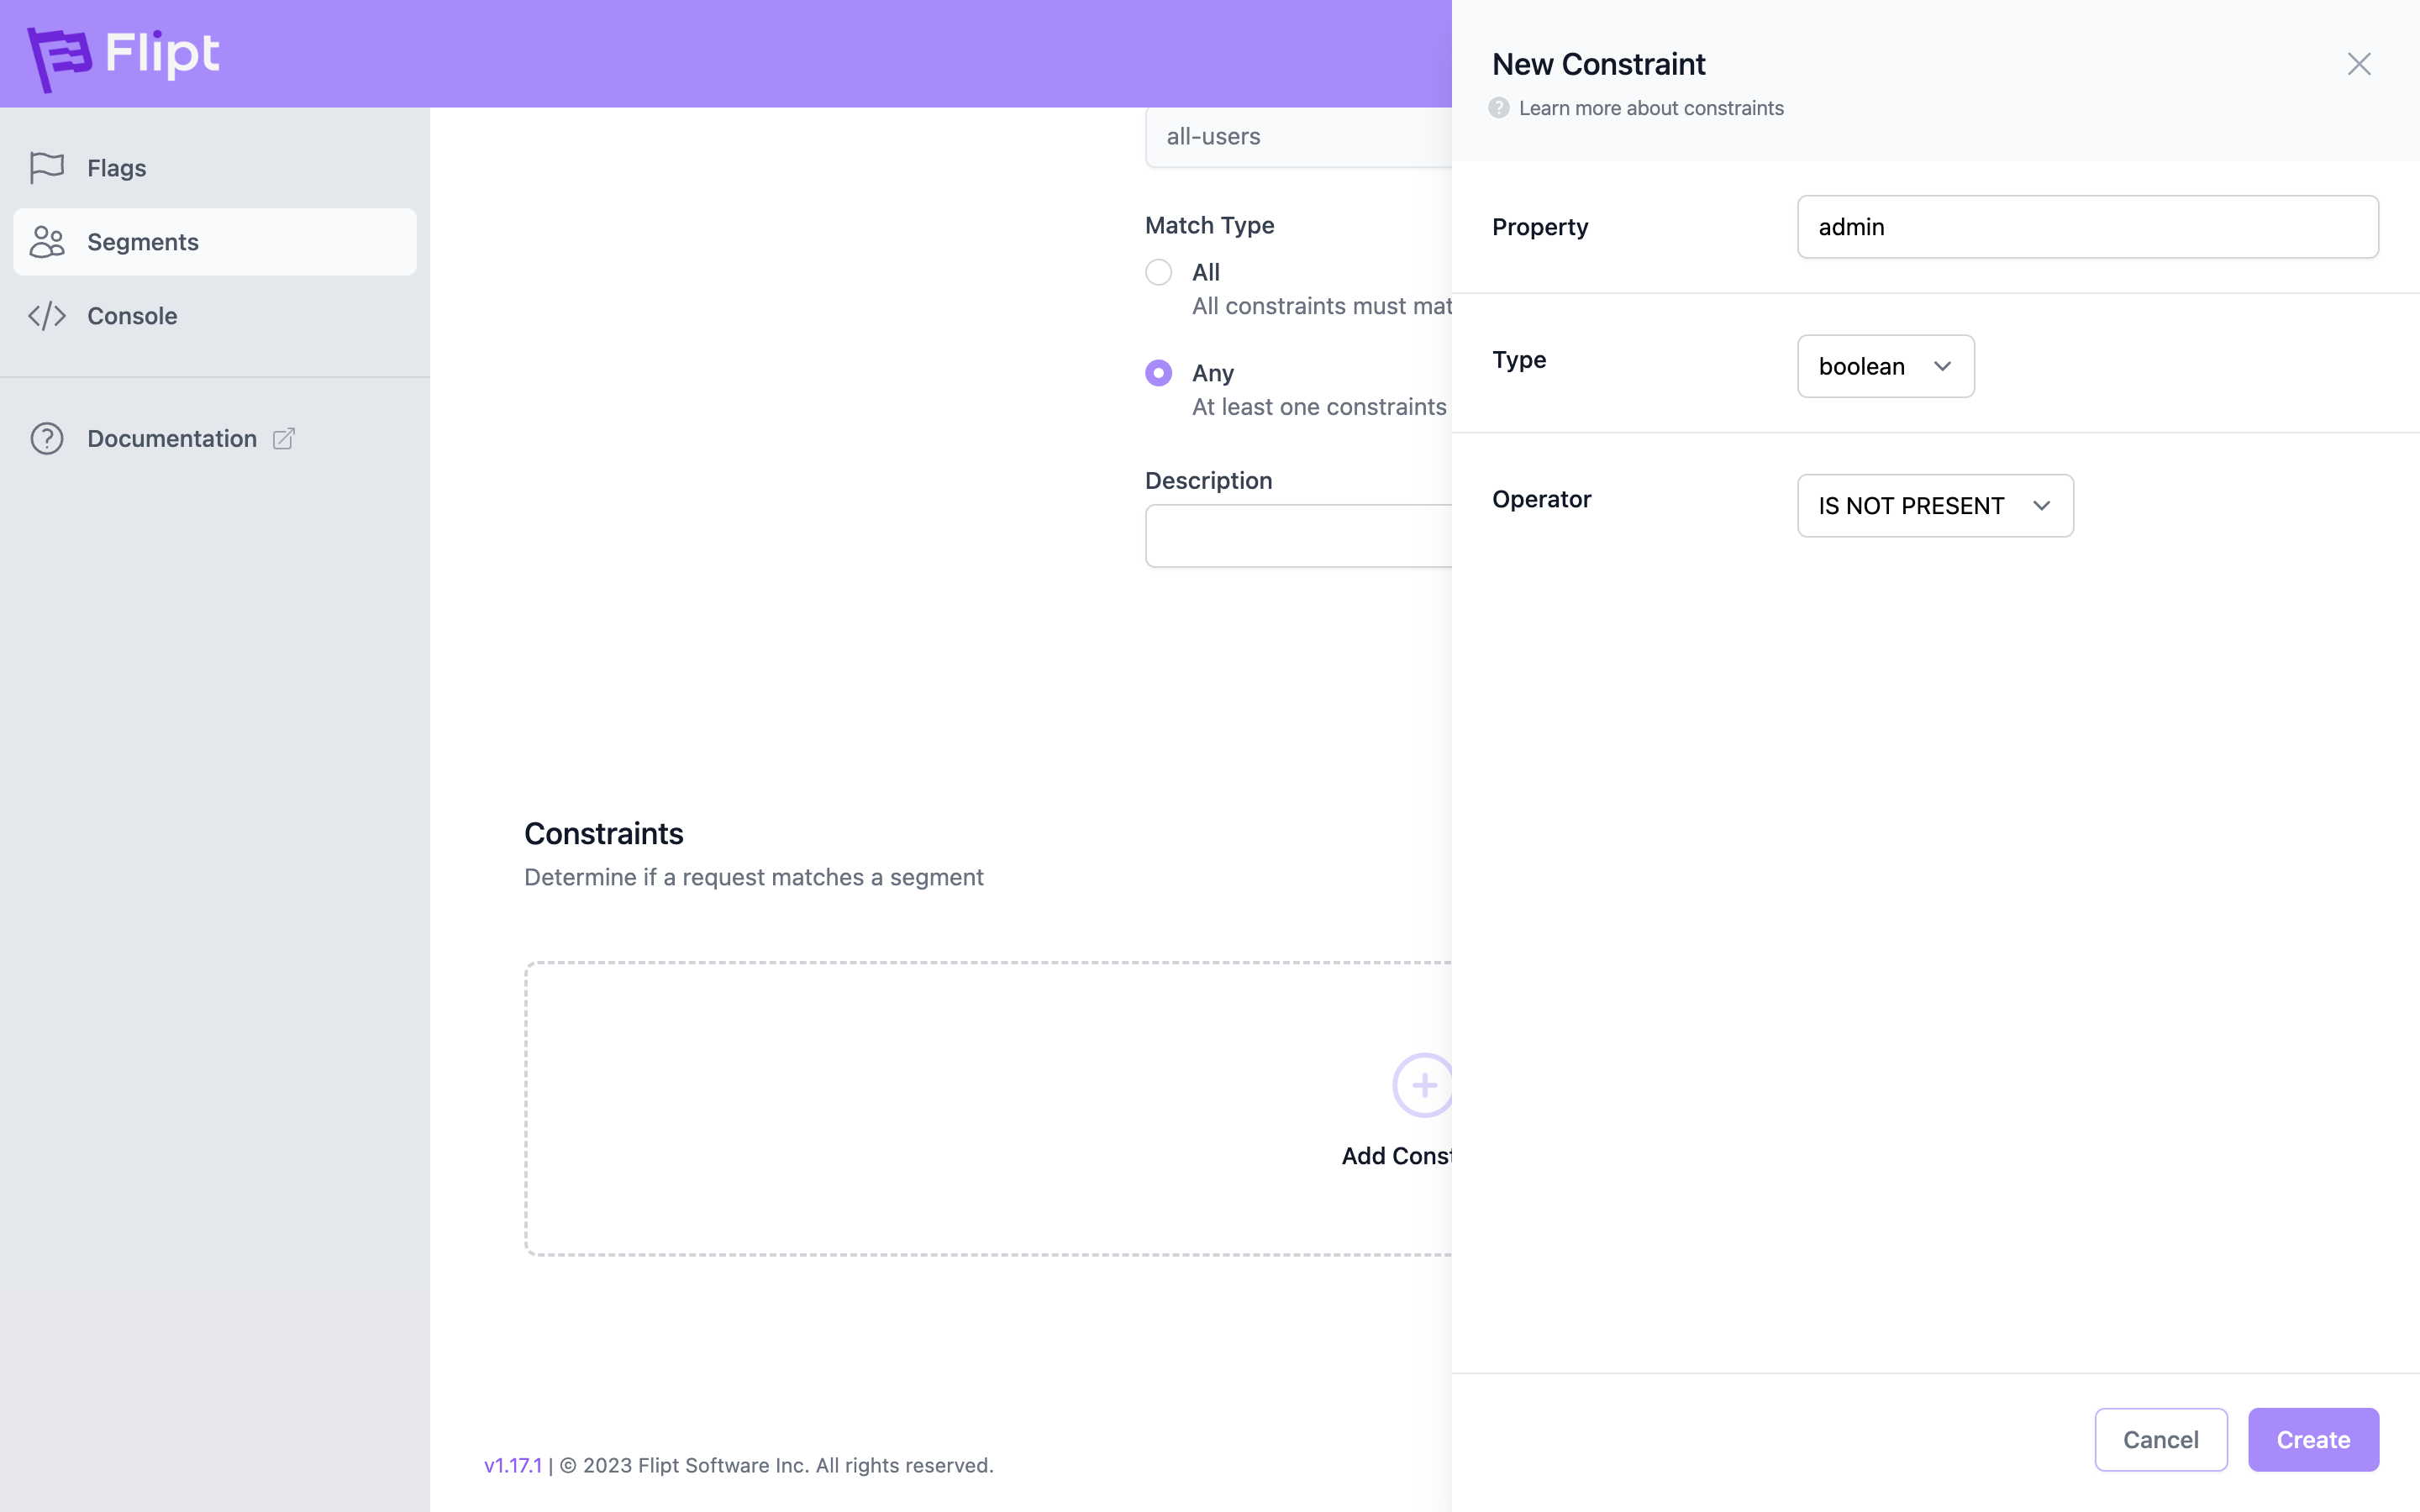 Flipt
Flags
Segments
Console
Documentation
all-users
Match Type
All
All constraints must mat
Any
At least one constraints
Description
Constraints
Determine if a request matches a segment
Add Const
v1.17.1 | © 2023 Flipt Software Inc. All rights reserved.
New Constraint
Learn more about constraints
Property
admin
Type
boolean
Operator
IS NOT PRESENT
Cancel
Create